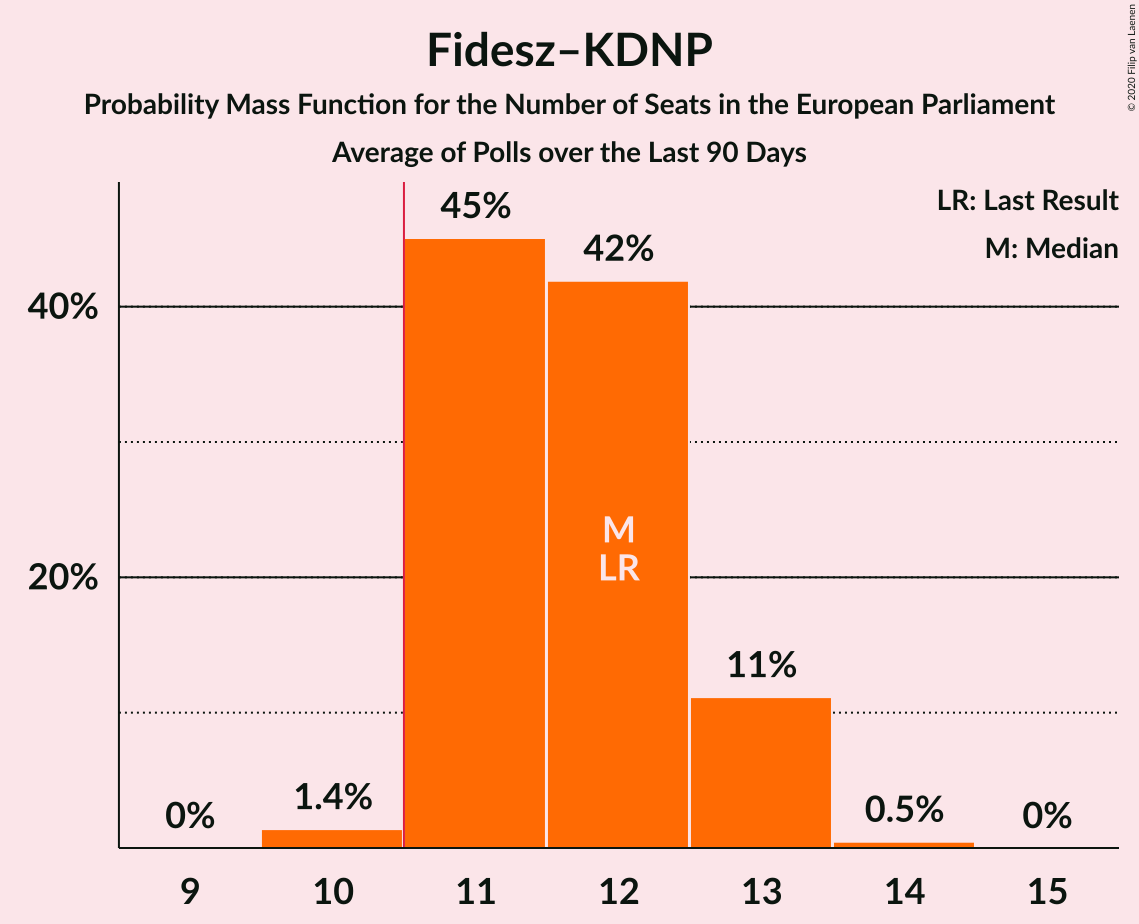 Fidesz–KDNP
Probability Mass Function for the Number of Seats in the European Parliament
Average of Polls over the Last 90 Days
© 2020 Filip van Laenen
LR: Last Result
M: Median
45%
42%
40%
M
LR
20%
11%
1.4%
0.5%
0%
0%
9 10 11 12 13 14 15